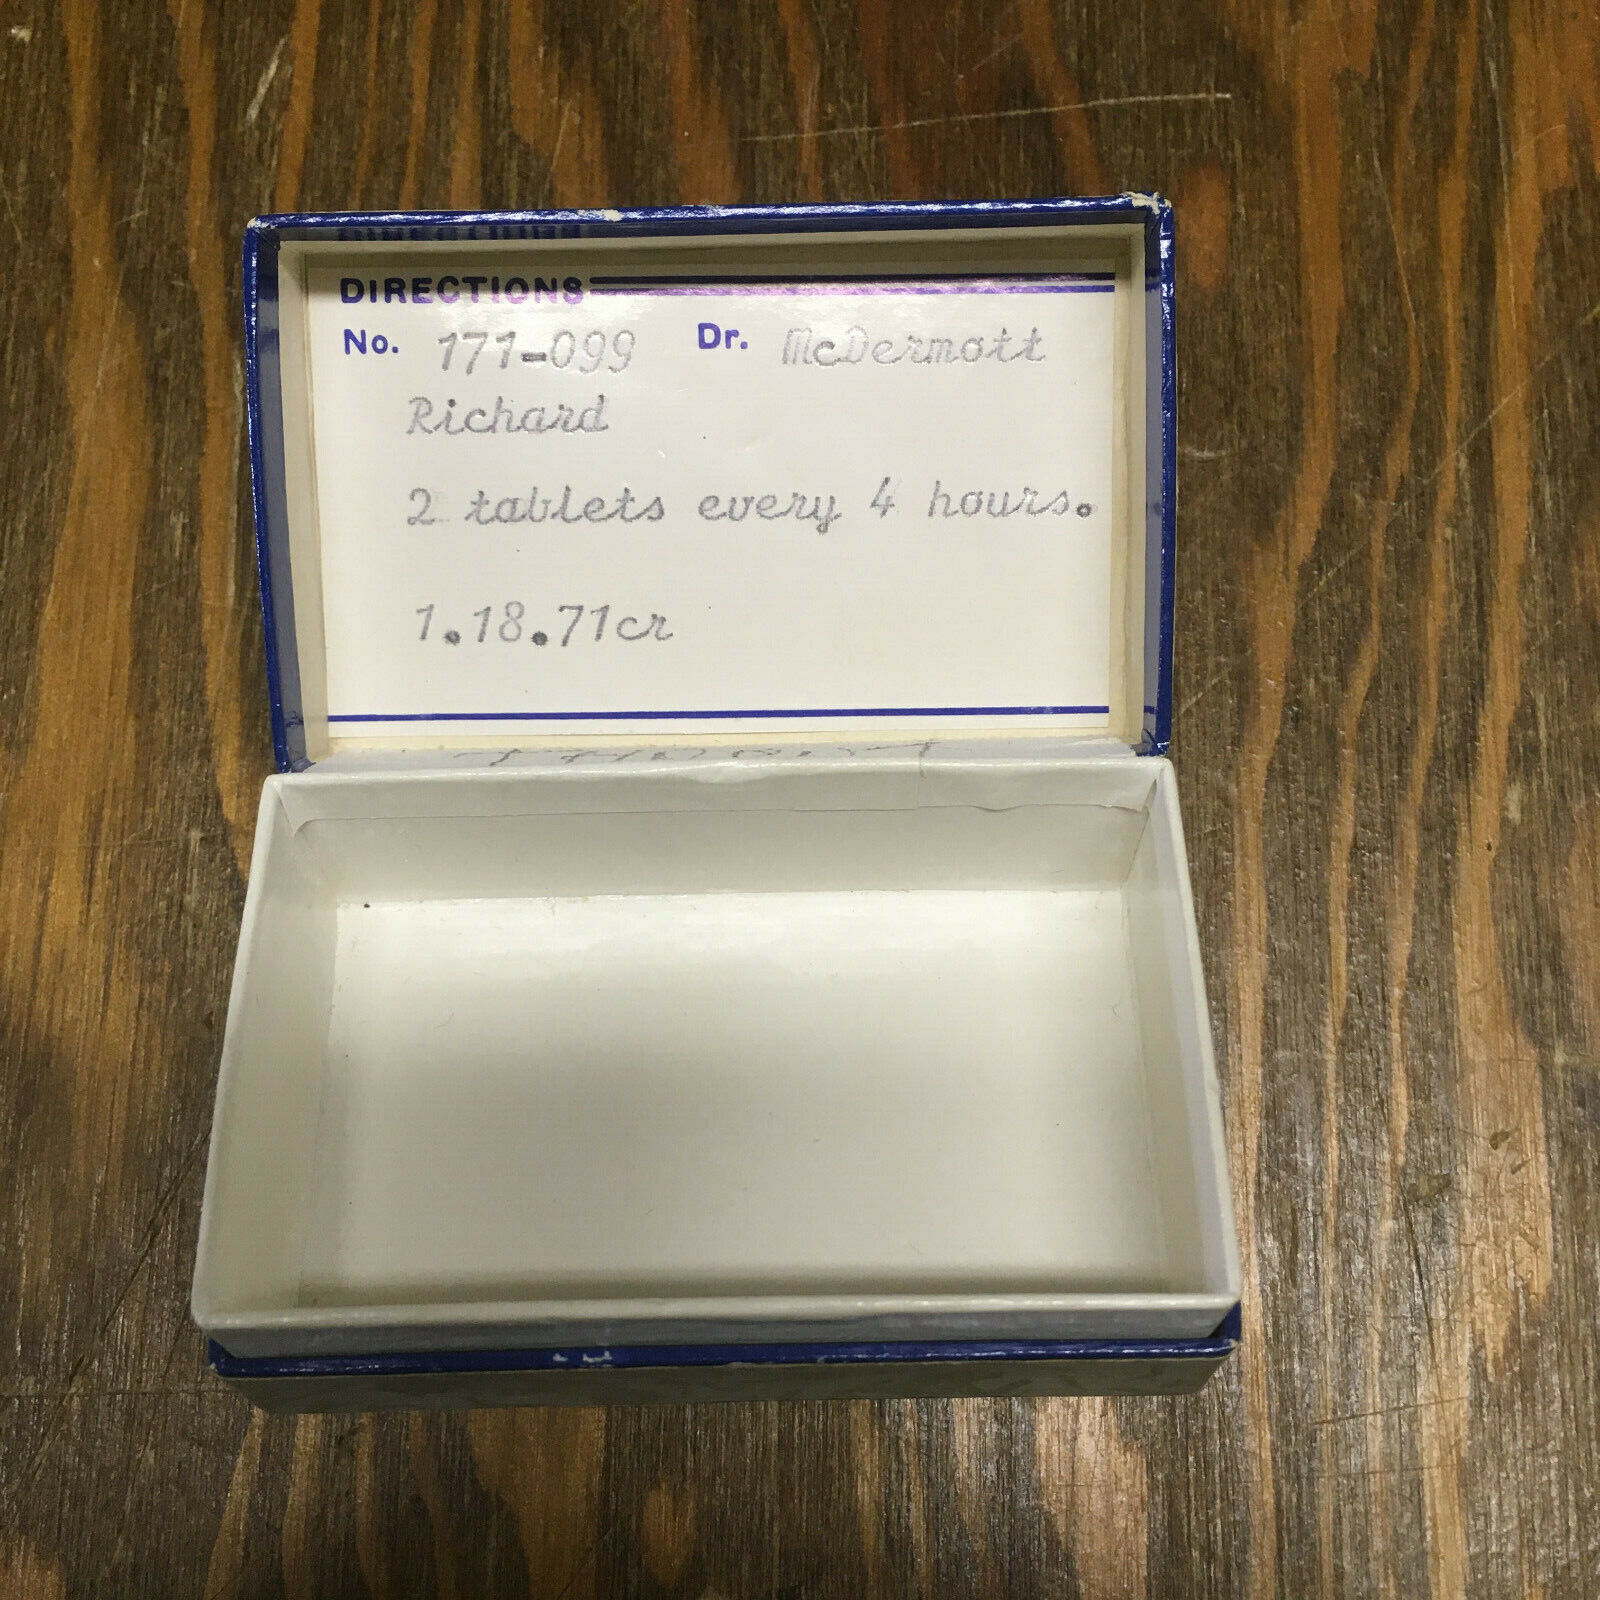 DIRECTIONS
No. 171-099 Dr. McDermott
Richard
2 tablets every 4 hours.
1.18.71cr